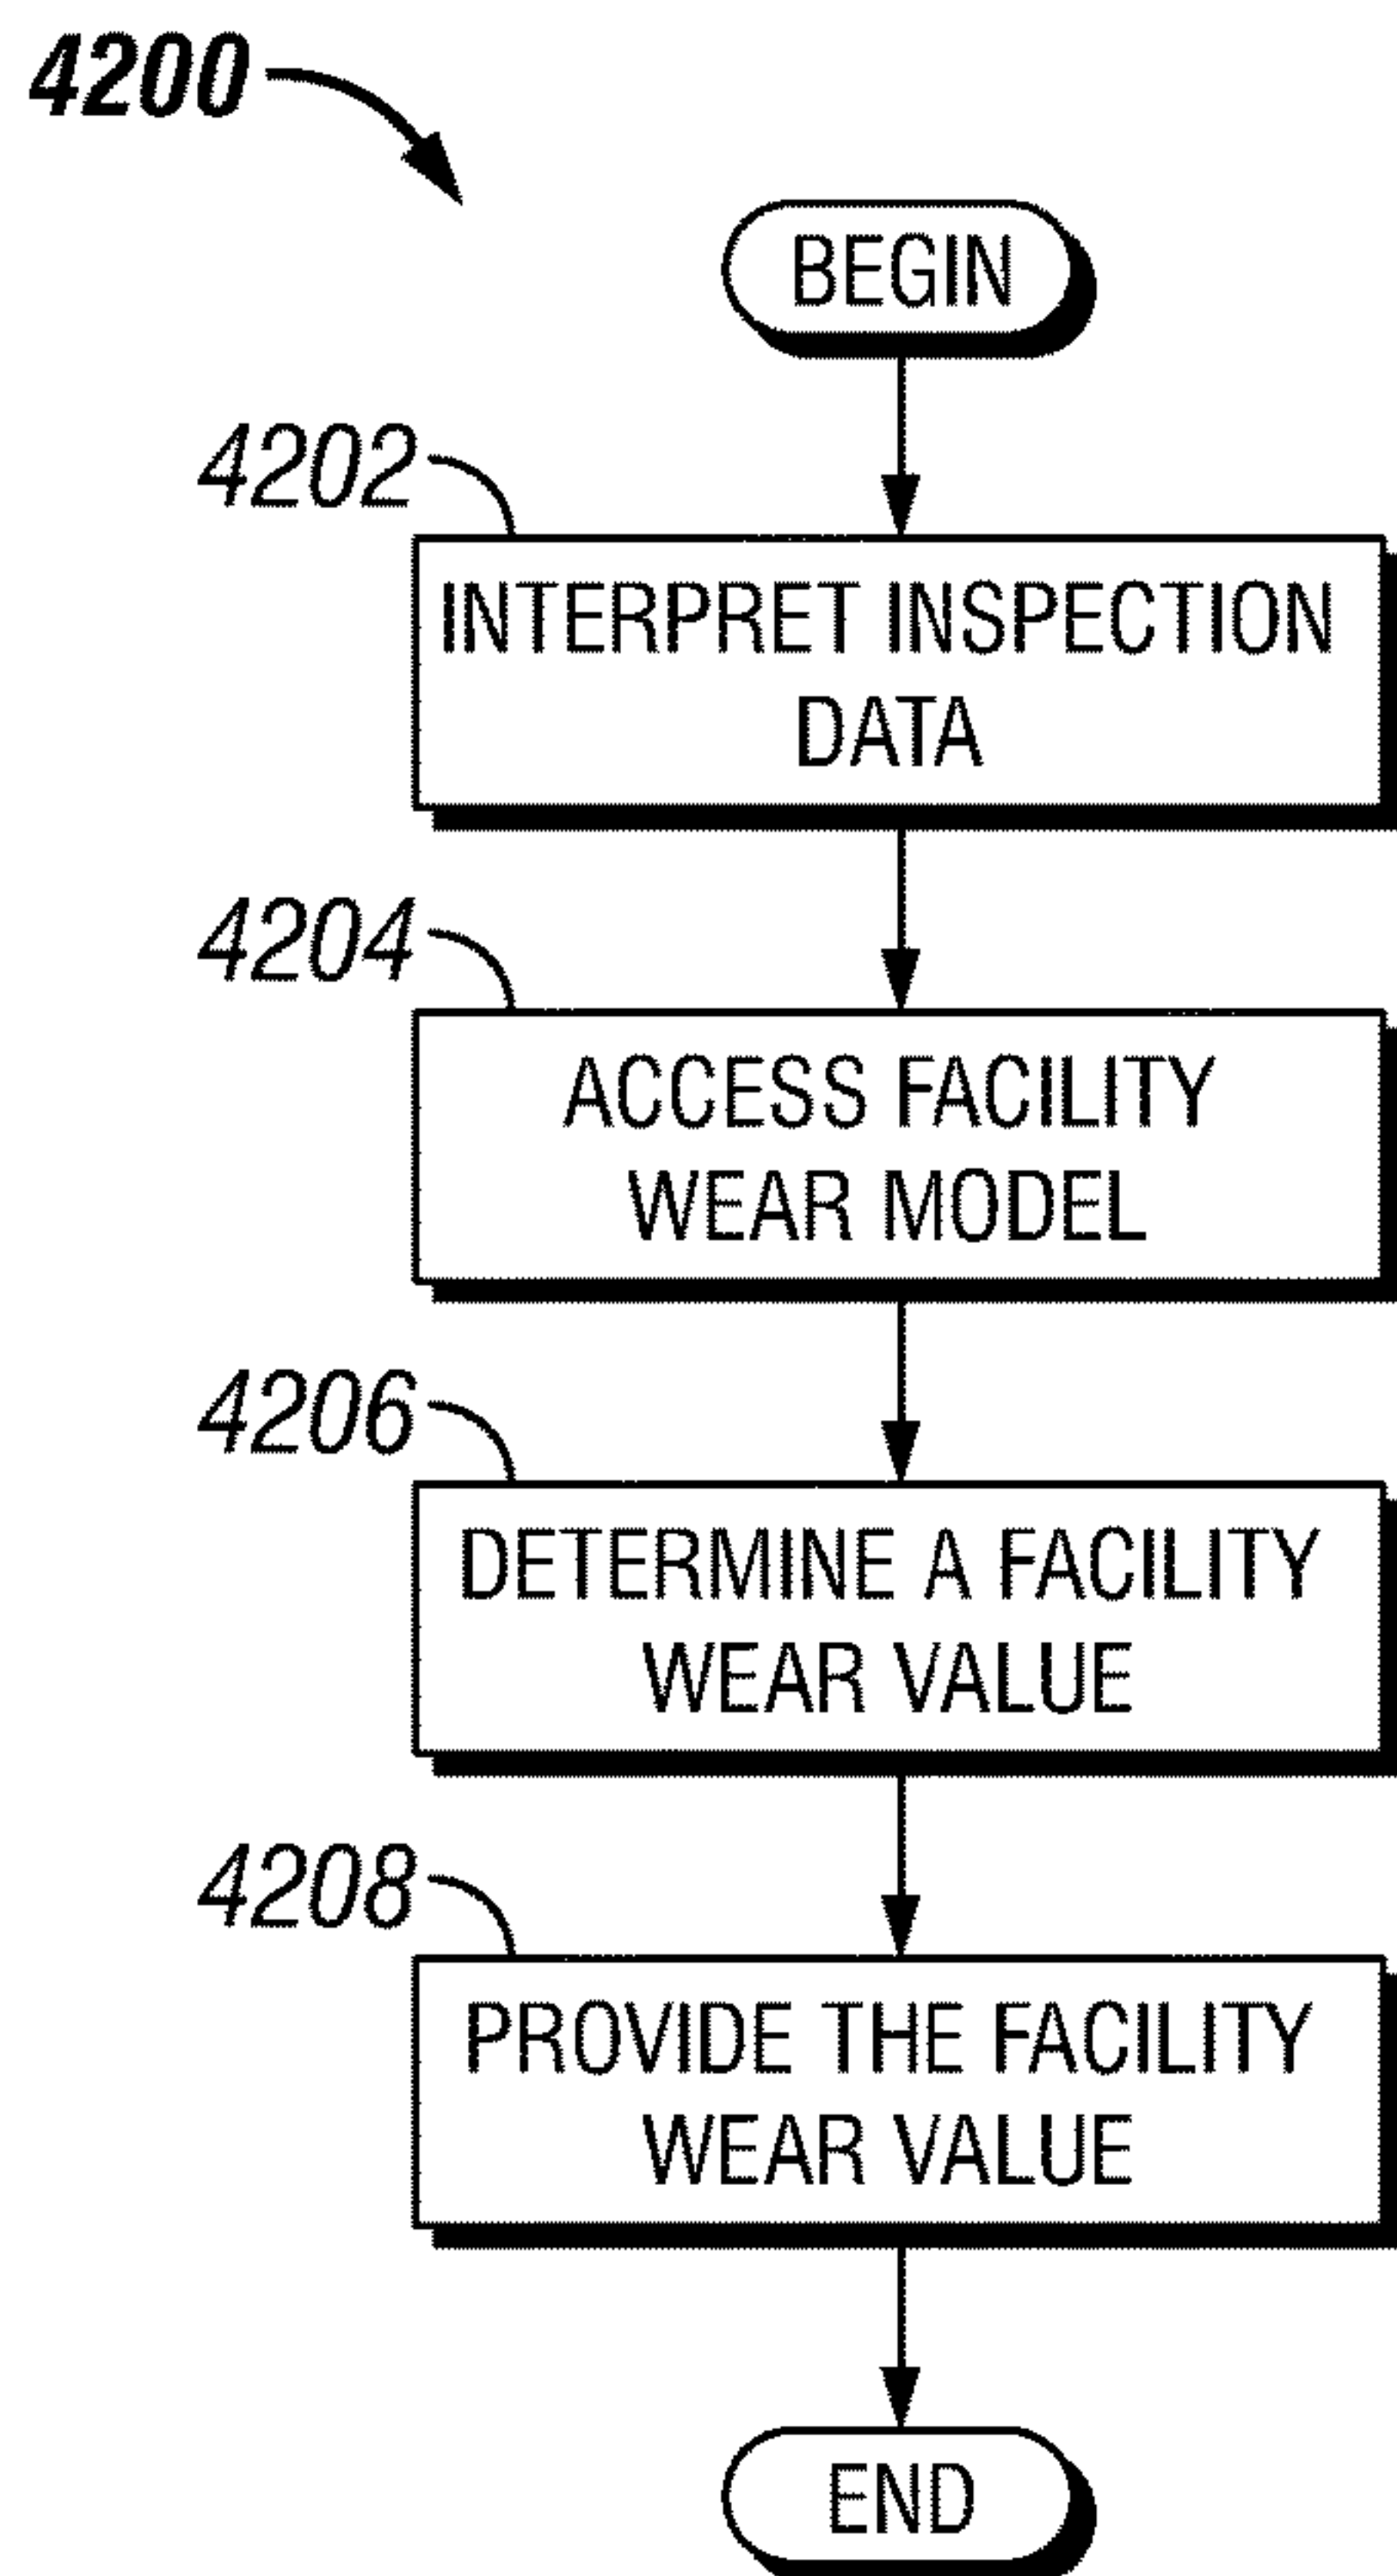 4200
BEGIN
4202
INTERPRET INSPECTION
DATA
4204
ACCESS FACILITY
WEAR MODEL
4206
DETERMINE A FACILITY
WEAR VALUE
4208
PROVIDE THE FACILITY
WEAR VALUE
END